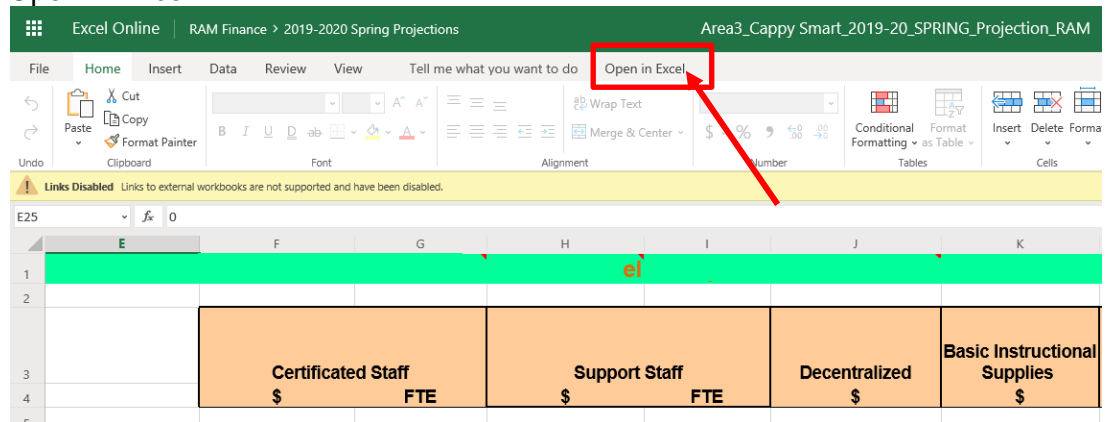 Excel Online | RAM Finance > 2019-2020 Spring Projections Area3_Cappy Smart_2019-20_SPRING_Projection_RAM
File Home Insert Data Review View Tell me what you want to do Open in Excel
Cut
Copy
Paste
Format Painter
B I U D ab A A A
Wrap Text
Merge & Center
$ % 9 .00 .00
Conditional Formatting
Format as Table
Insert Delete
Undo Clipboard Font Alignment Number Tables Cells
Links Disabled Links to external workbooks are not supported and have been disabled.
E25 fx 0
E F G H I J K
1 el
2
3 Certificated Staff Support Staff Decentralized Basic Instructional Supplies
4 $ FTE $ FTE $ $